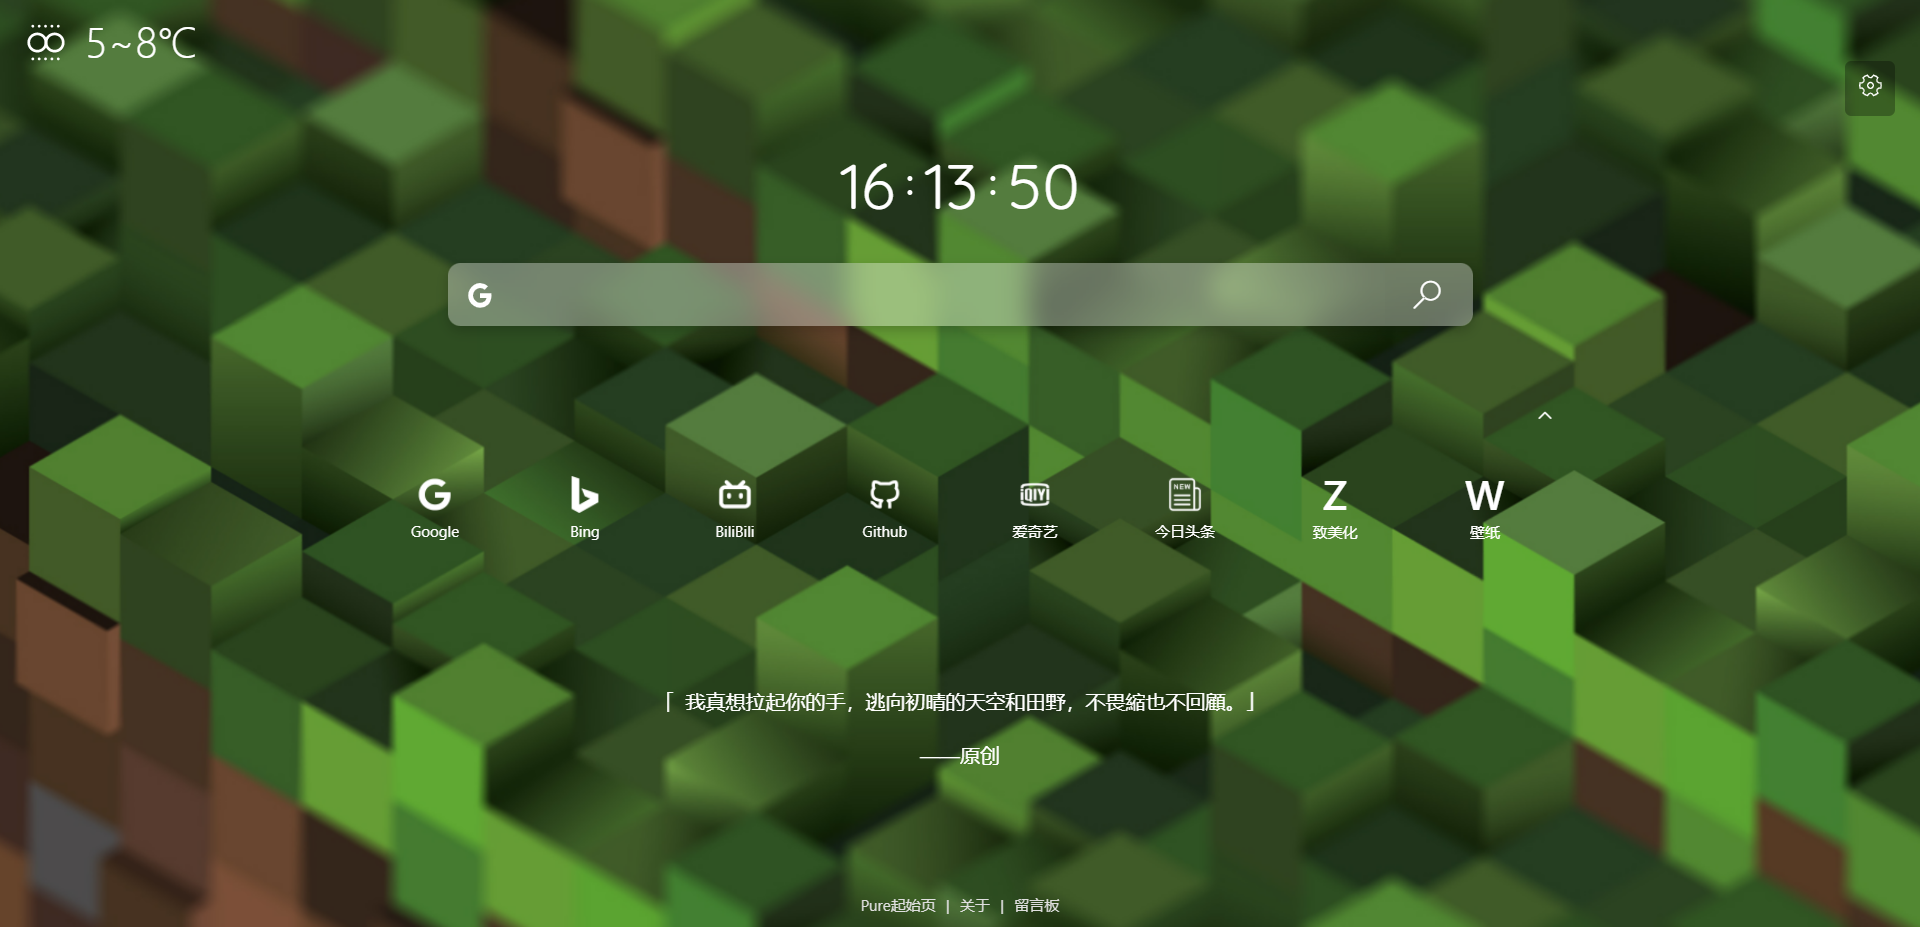 5~8℃
16:13:50
Google
Bing
BiliBili
Github
iQIYI
爱奇艺
NEW
今日头条
Z
致美化
W
壁纸
「 我真想拉起你的手，逃向初晴的天空和田野，不畏縮也不回顧。」
——原创
Pure起始页 | 关于 | 留言板